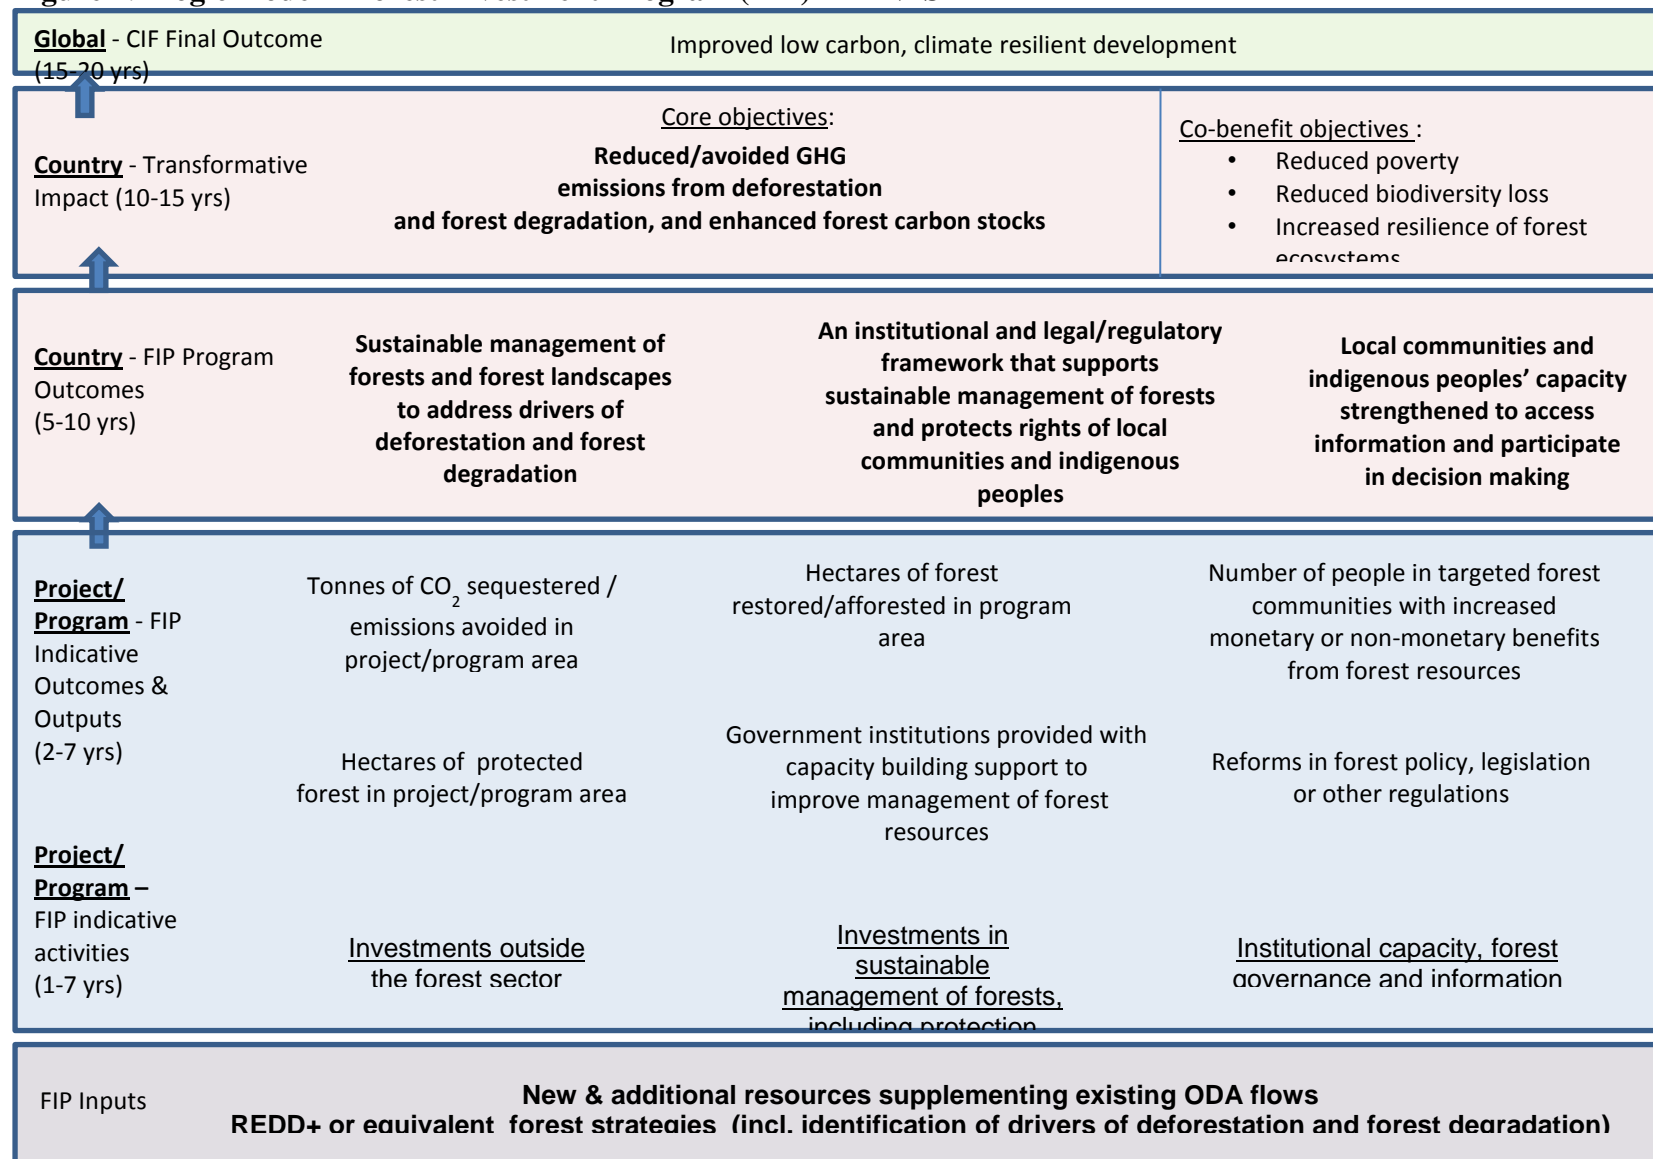 Global - CIF Final Outcome
(15-20 yrs)
Improved low carbon, climate resilient development
Country - Transformative
Impact (10-15 yrs)
Core objectives:
Reduced/avoided GHG
emissions from deforestation
and forest degradation, and enhanced forest carbon stocks
Co-benefit objectives :
• Reduced poverty
• Reduced biodiversity loss
• Increased resilience of forest
ecosystems
Country - FIP Program
Outcomes
(5-10 yrs)
Sustainable management of
forests and forest landscapes
to address drivers of
deforestation and forest
degradation
An institutional and legal/regulatory
framework that supports
sustainable management of forests
and protects rights of local
communities and indigenous
peoples
Local communities and
indigenous peoples’ capacity
strengthened to access
information and participate
in decision making
Project/
Program - FIP
Indicative
Outcomes &
Outputs
(2-7 yrs)
Tonnes of CO2 sequestered /
emissions avoided in
project/program area
Hectares of forest
restored/afforested in program
area
Number of people in targeted forest
communities with increased
monetary or non-monetary benefits
from forest resources
Hectares of protected
forest in project/program area
Government institutions provided with
capacity building support to
improve management of forest
resources
Reforms in forest policy, legislation
or other regulations
Project/
Program –
FIP indicative
activities
(1-7 yrs)
Investments outside
the forest sector
Investments in
sustainable
management of forests,
including protection
Institutional capacity, forest
governance and information
FIP Inputs
New & additional resources supplementing existing ODA flows
REDD+ or equivalent forest strategies (incl. identification of drivers of deforestation and forest degradation)